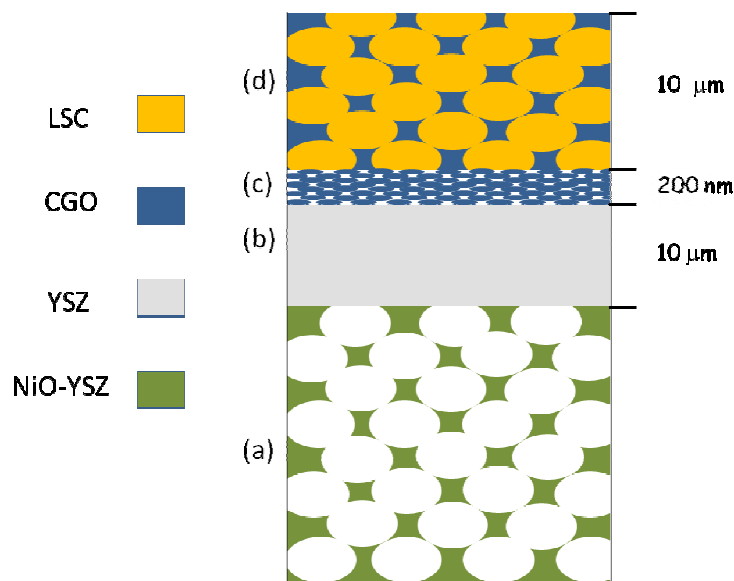 LSC
CGO
YSZ
NiO-YSZ
(d)
(c)
(b)
(a)
10 μm
200 nm
10 μm